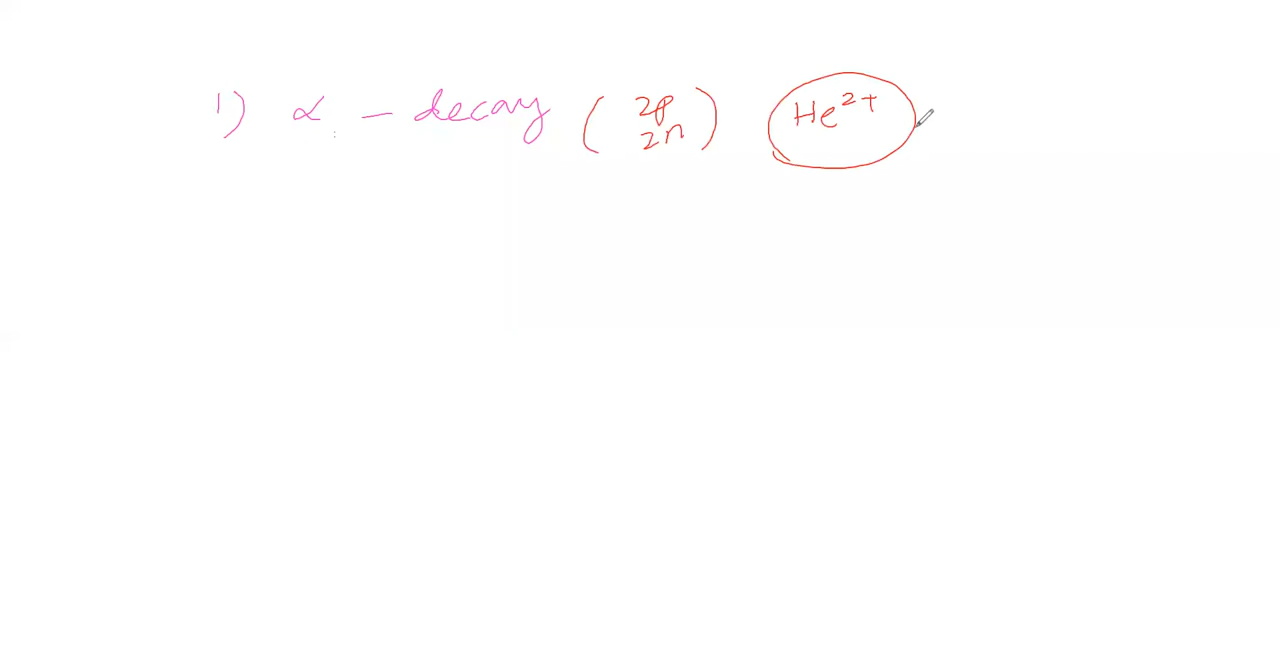 1) α - decay ( 2p 2n ) He²⁺